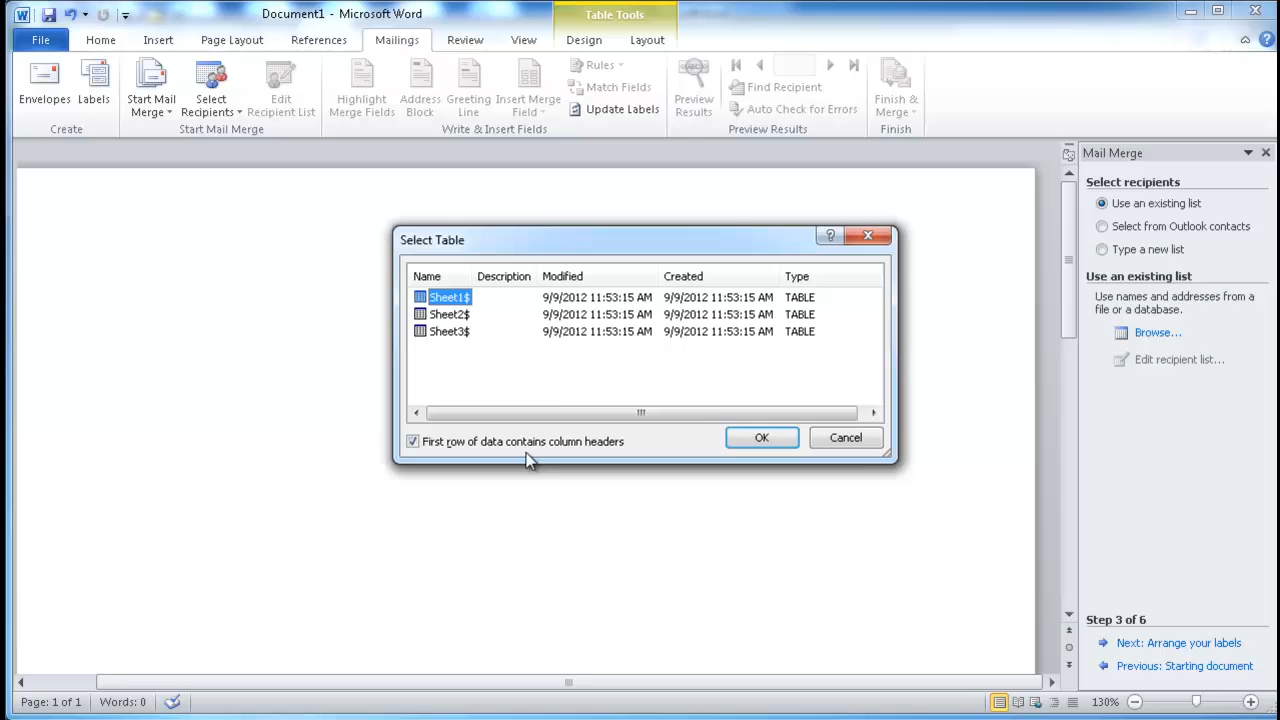 Document1 - Microsoft Word
Table Tools
File Home Insert Page Layout References Mailings Review View Design Layout
Envelopes
Labels
Create
Start Mail Merge
Select Recipients
Edit Recipient List
Start Mail Merge
Highlight Merge Fields
Address Block
Greeting Line
Insert Merge Field
Rules
Match Fields
Update Labels
Write & Insert Fields
Preview Results
Find Recipient
Auto Check for Errors
Preview Results
Finish & Merge
Finish
Select Table
Name Description Modified Created Type
Sheet1$ 9/9/2012 11:53:15 AM 9/9/2012 11:53:15 AM TABLE
Sheet2$ 9/9/2012 11:53:15 AM 9/9/2012 11:53:15 AM TABLE
Sheet3$ 9/9/2012 11:53:15 AM 9/9/2012 11:53:15 AM TABLE
First row of data contains column headers
OK
Cancel
Mail Merge
Select recipients
Use an existing list
Select from Outlook contacts
Type a new list
Use an existing list
Use names and addresses from a
file or a database.
Browse...
Edit recipient list...
Step 3 of 6
Next: Arrange your labels
Previous: Starting document
Page: 1 of 1 Words: 0 130%